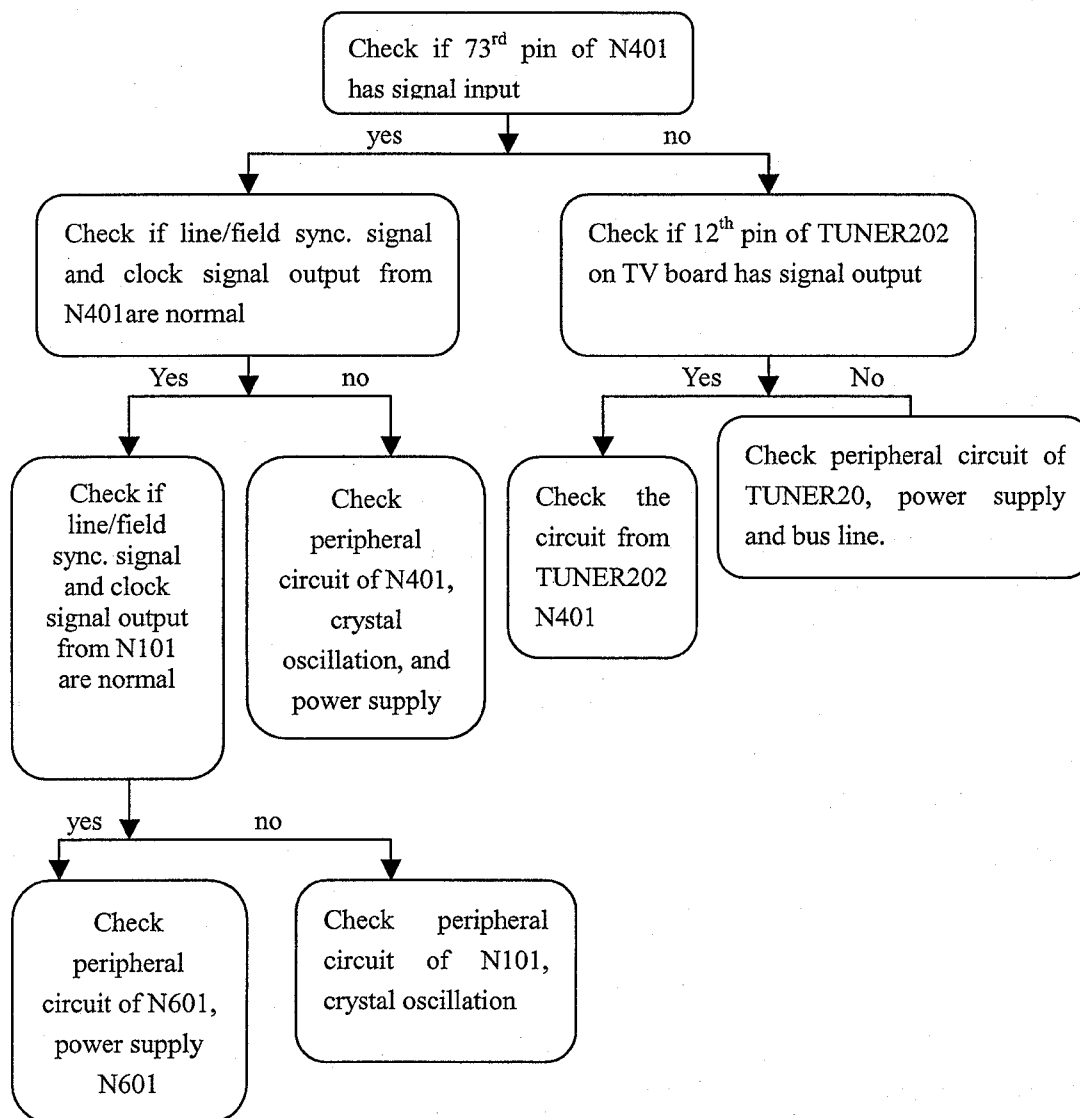 Check if 73rd pin of N401
has signal input
yes
no
Check if line/field sync. signal
and clock signal output from
N401are normal
Check if 12th pin of TUNER202
on TV board has signal output
Yes
no
Yes
No
Check if
line/field
sync. signal
and clock
signal output
from N101
are normal
Check
peripheral
circuit of N401,
crystal
oscillation, and
power supply
Check the
circuit from
TUNER202
N401
Check peripheral circuit of
TUNER20, power supply
and bus line.
yes
no
Check
peripheral
circuit of N601,
power supply
N601
Check peripheral
circuit of N101,
crystal oscillation